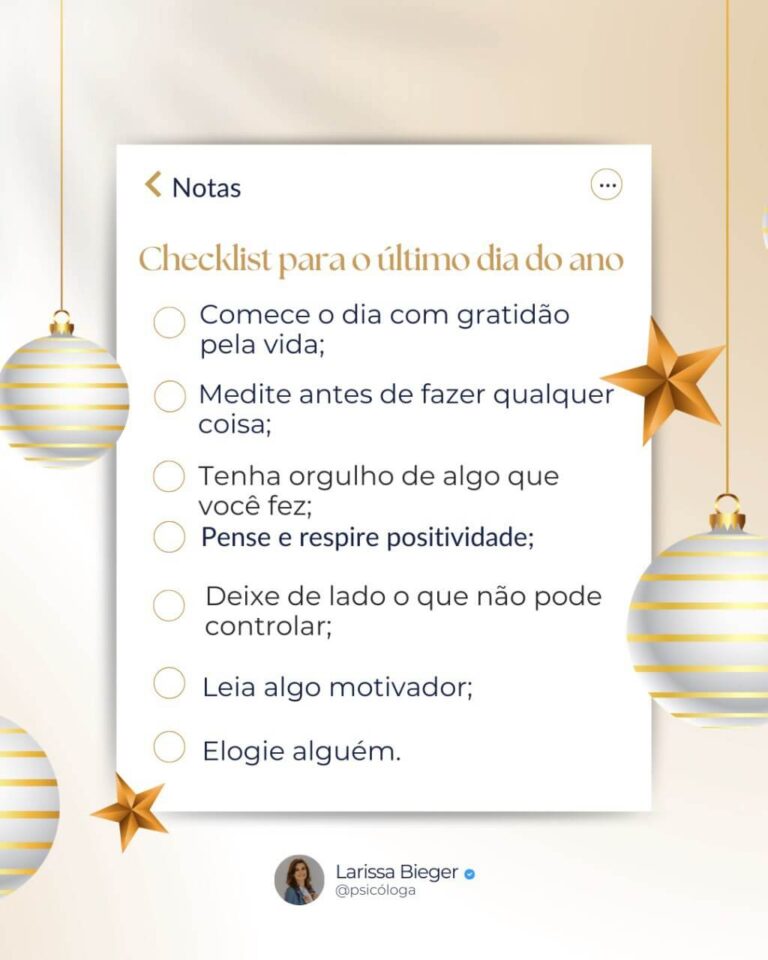 Notas
Checklist para o último dia do ano
Comece o dia com gratidão
pela vida;
Medite antes de fazer qualquer
coisa;
Tenha orgulho de algo que
você fez;
Pense e respire positividade;
Deixe de lado o que não pode
controlar;
Leia algo motivador;
Elogie alguém.
Larissa Bieger
@psicóloga